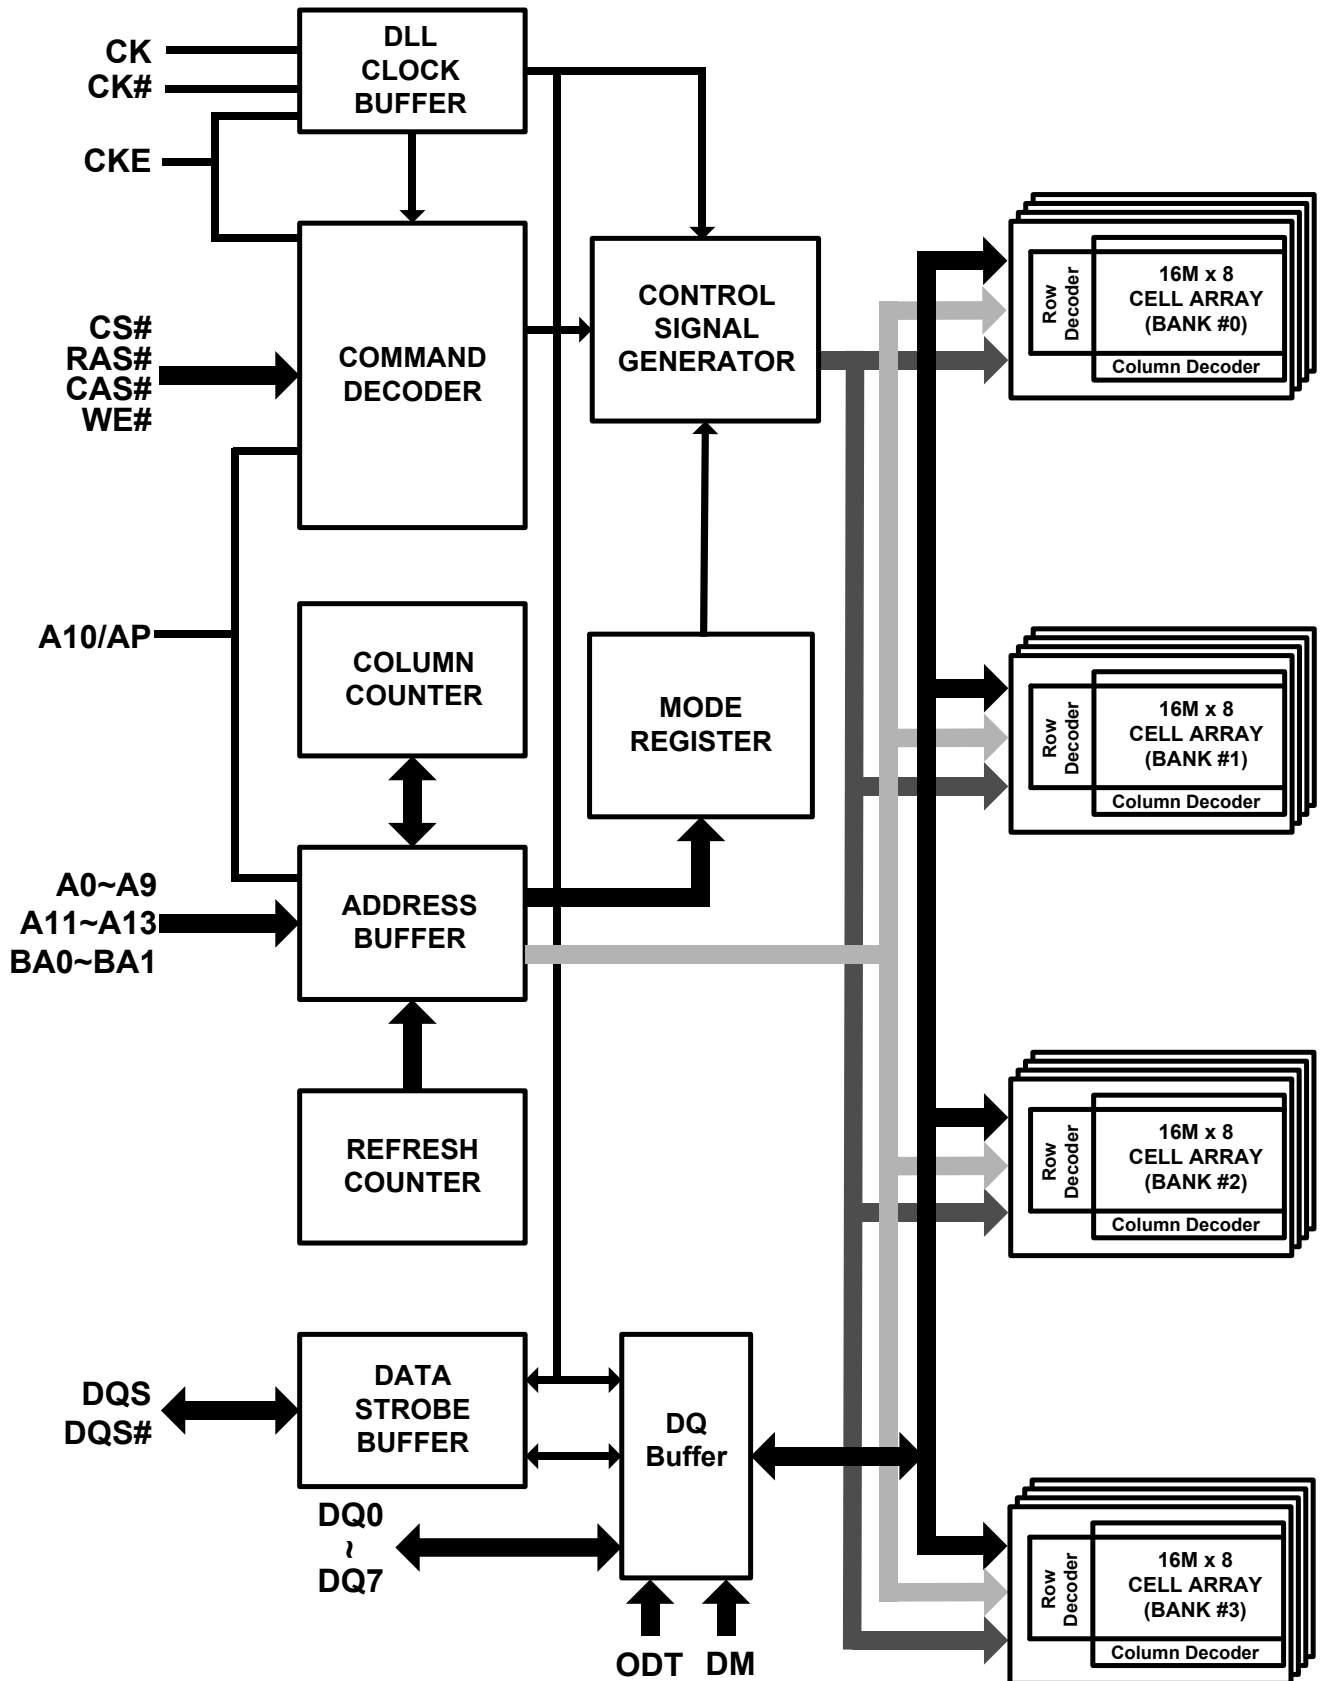 CK
CK#
CKE
DLL
CLOCK
BUFFER
CS#
RAS#
CAS#
WE#
COMMAND
DECODER
CONTROL
SIGNAL
GENERATOR
Row
Decoder
16M x 8
CELL ARRAY
(BANK #0)
Column Decoder
A10/AP
COLUMN
COUNTER
MODE
REGISTER
Row
Decoder
16M x 8
CELL ARRAY
(BANK #1)
Column Decoder
A0~A9
A11~A13
BA0~BA1
ADDRESS
BUFFER
REFRESH
COUNTER
Row
Decoder
16M x 8
CELL ARRAY
(BANK #2)
Column Decoder
DQS
DQS#
DATA
STROBE
BUFFER
DQ
Buffer
DQ0
~
DQ7
ODT
DM
Row
Decoder
16M x 8
CELL ARRAY
(BANK #3)
Column Decoder